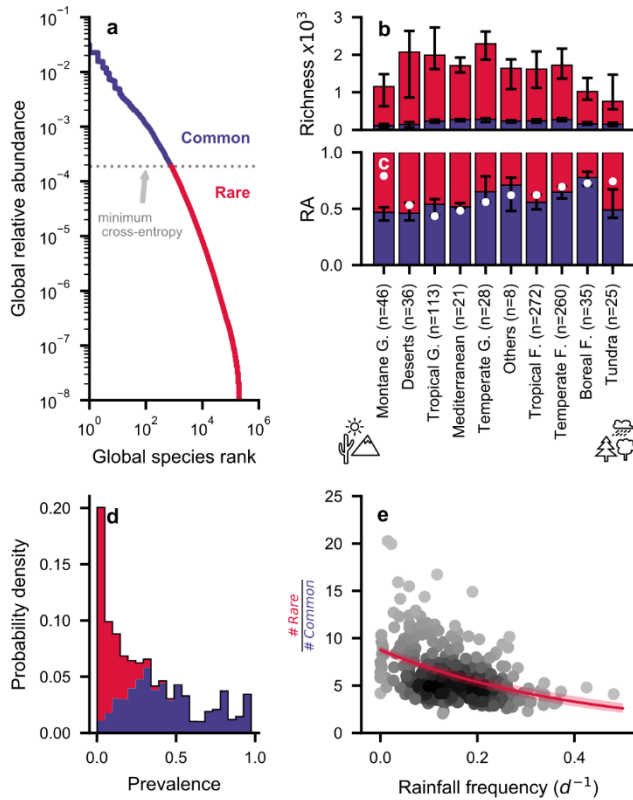 a
Global relative abundance
10⁻¹
10⁻²
10⁻³
10⁻⁴
10⁻⁵
10⁻⁶
10⁻⁷
10⁻⁸
Common
Rare
minimum
cross-entropy
10⁰
10²
10⁴
10⁶
Global species rank
b
Richness x10³
3
2
1
0
c
RA
1.0
0.5
0.0
Montane G. (n=46)
Deserts (n=36)
Tropical G. (n=113)
Mediterranean (n=21)
Temperate G. (n=28)
Others (n=8)
Tropical F. (n=272)
Temperate F. (n=260)
Boreal F. (n=35)
Tundra (n=25)
d
Probability density
0.20
0.15
0.10
0.05
0.00
0.0
0.5
1.0
Prevalence
e
# Rare
# Common
25
20
15
10
5
0
0.0
0.2
0.4
Rainfall frequency (d⁻¹)